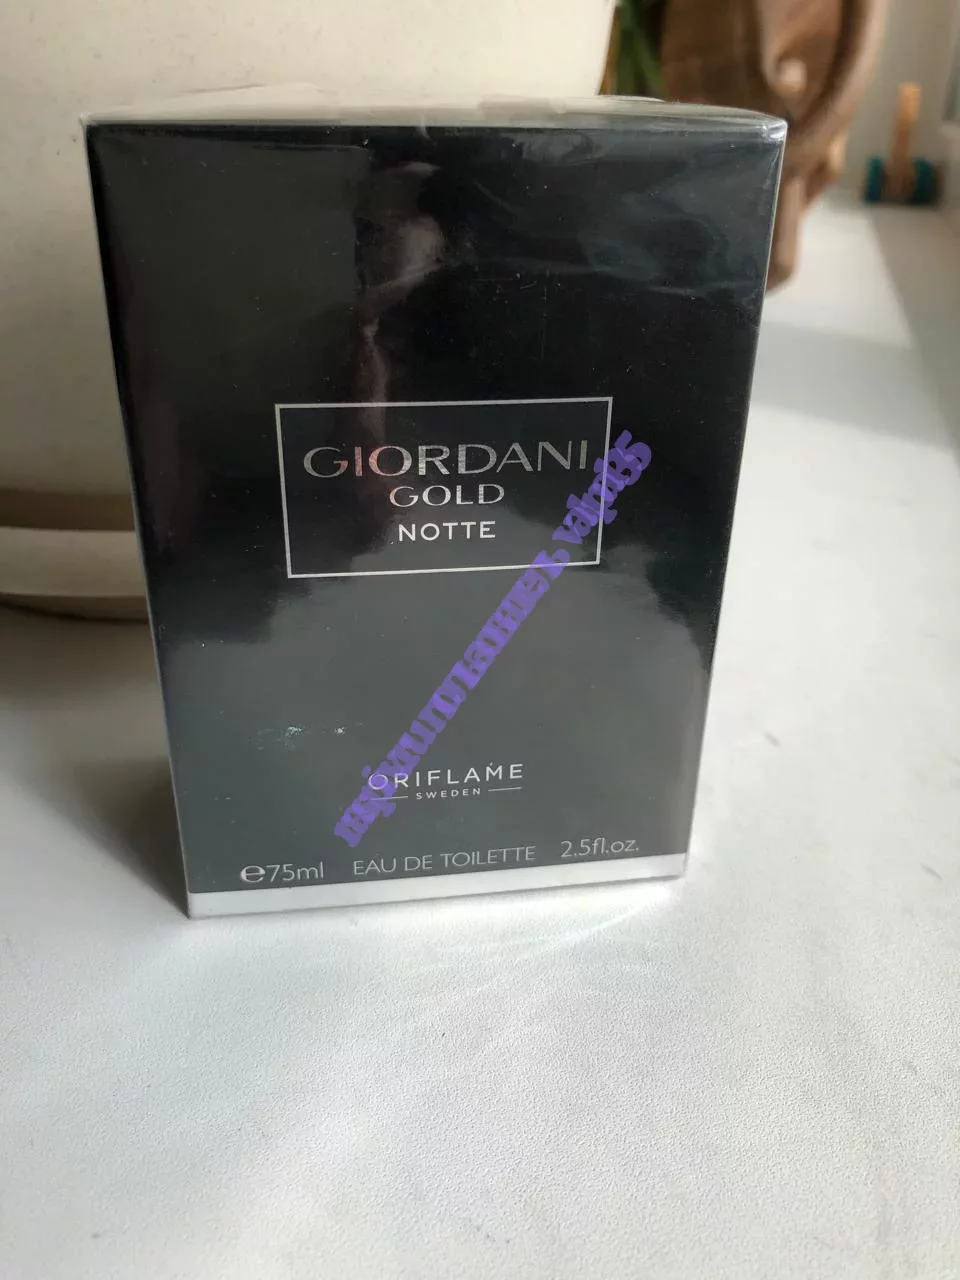 GIORDANI
GOLD
NOTTE
ORIFLAME
SWEDEN
℮75ml EAU DE TOILETTE 2.5fl.oz.